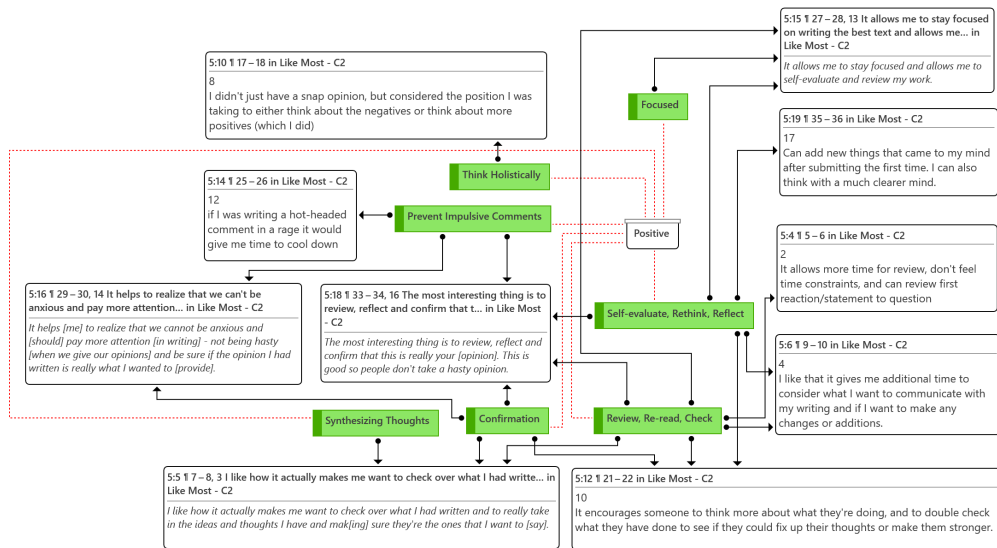 5:15 ¶ 27 – 28, 13 It allows me to stay focused
on writing the best text and allows me... in
Like Most - C2
It allows me to stay focused and allows me to
self-evaluate and review my work.
5:10 ¶ 17 – 18 in Like Most - C2
8
I didn't just have a snap opinion, but considered the position I was
taking to either think about the negatives or think about more
positives (which I did)
Focused
5:19 ¶ 35 – 36 in Like Most - C2
17
Can add new things that came to my mind
after submitting the first time. I can also
think with a much clearer mind.
Think Holistically
5:14 ¶ 25 – 26 in Like Most - C2
12
if I was writing a hot-headed
comment in a rage it would
give me time to cool down
Prevent Impulsive Comments
Positive
5:4 ¶ 5 – 6 in Like Most - C2
2
It allows more time for review, don't feel
time constraints, and can review first
reaction/statement to question
5:16 ¶ 29 – 30, 14 It helps to realize that we can't be
anxious and pay more attention... in Like Most - C2
It helps [me] to realize that we cannot be anxious and
[should] pay more attention [in writing] - not being hasty
[when we give our opinions] and be sure if the opinion I had
written is really what I wanted to [provide].
5:18 ¶ 33 – 34, 16 The most interesting thing is to
review, reflect and confirm that t... in Like Most
- C2
The most interesting thing is to review, reflect and
confirm that this is really your [opinion]. This is
good so people don't take a hasty opinion.
Self-evaluate, Rethink, Reflect
5:6 ¶ 9 – 10 in Like Most - C2
4
I like that it gives me additional time to
consider what I want to communicate with
my writing and if I want to make any
changes or additions.
Synthesizing Thoughts
Confirmation
Review, Re-read, Check
5:5 ¶ 7 – 8, 3 I like how it actually makes me want to check over what I had writte... in
Like Most - C2
I like how it actually makes me want to check over what I had written and to really take
in the ideas and thoughts I have and mak[ing] sure they're the ones that I want to [say].
5:12 ¶ 21 – 22 in Like Most - C2
10
It encourages someone to think more about what they're doing, and to double check
what they have done to see if they could fix up their thoughts or make them stronger.